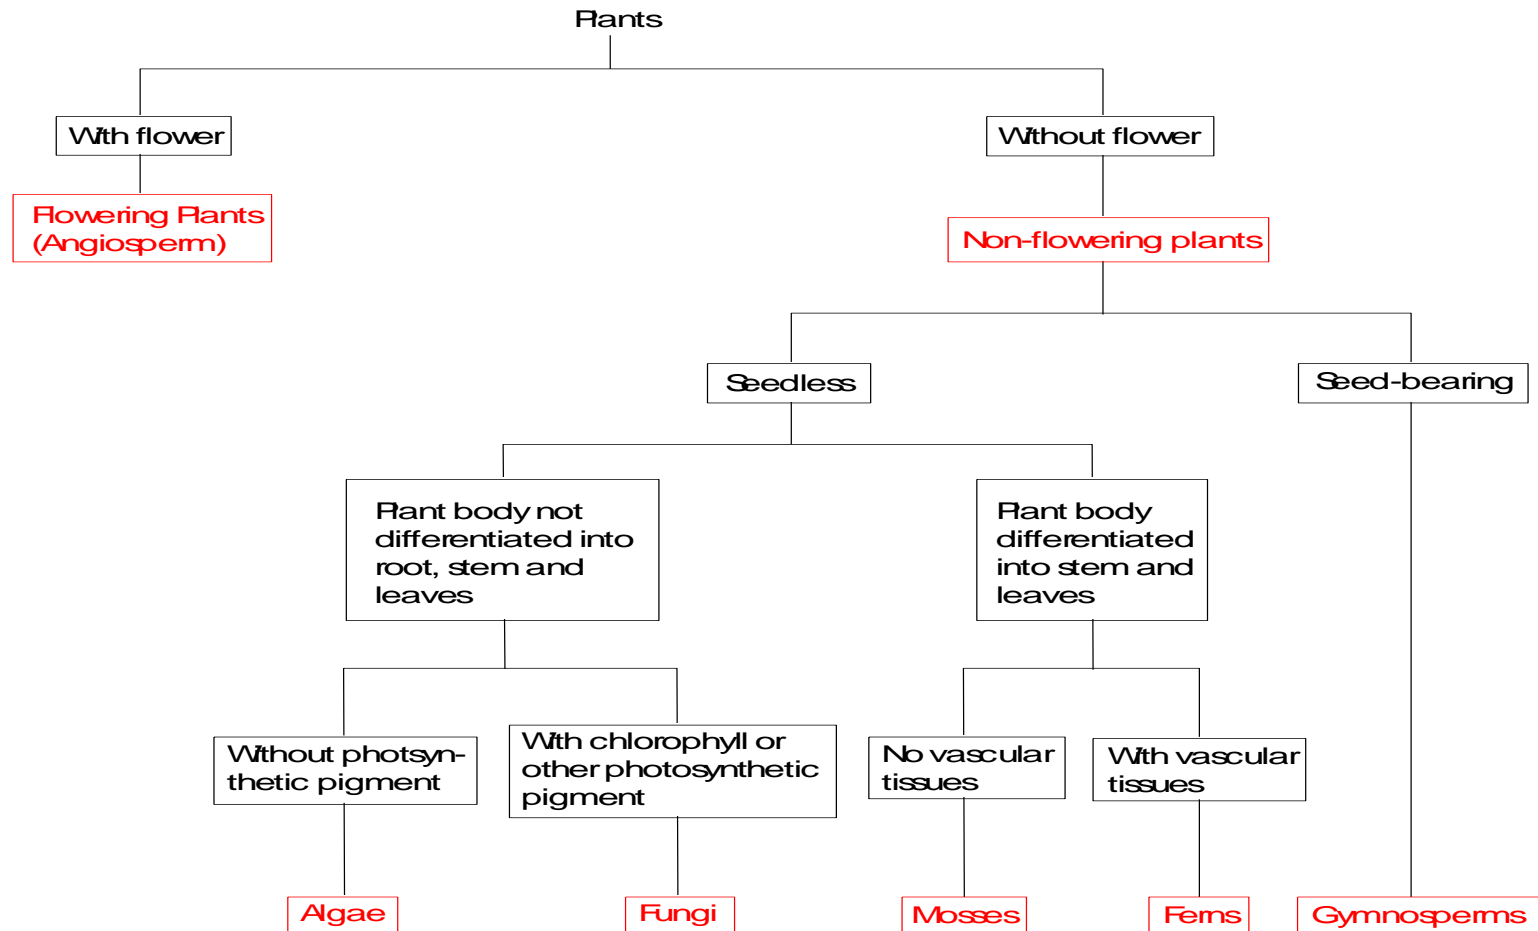 Plants
With flower
Without flower
Flowering Plants
(Angiosperm)
Non-flowering plants
Seedless
Seed-bearing
Plant body not
differentiated into
root, stem and
leaves
Plant body
differentiated
into stem and
leaves
Without photsyn-
thetic pigment
With chlorophyll or
other photosynthetic
pigment
No vascular
tissues
With vascular
tissues
Algae
Fungi
Mosses
Ferns
Gymnosperms